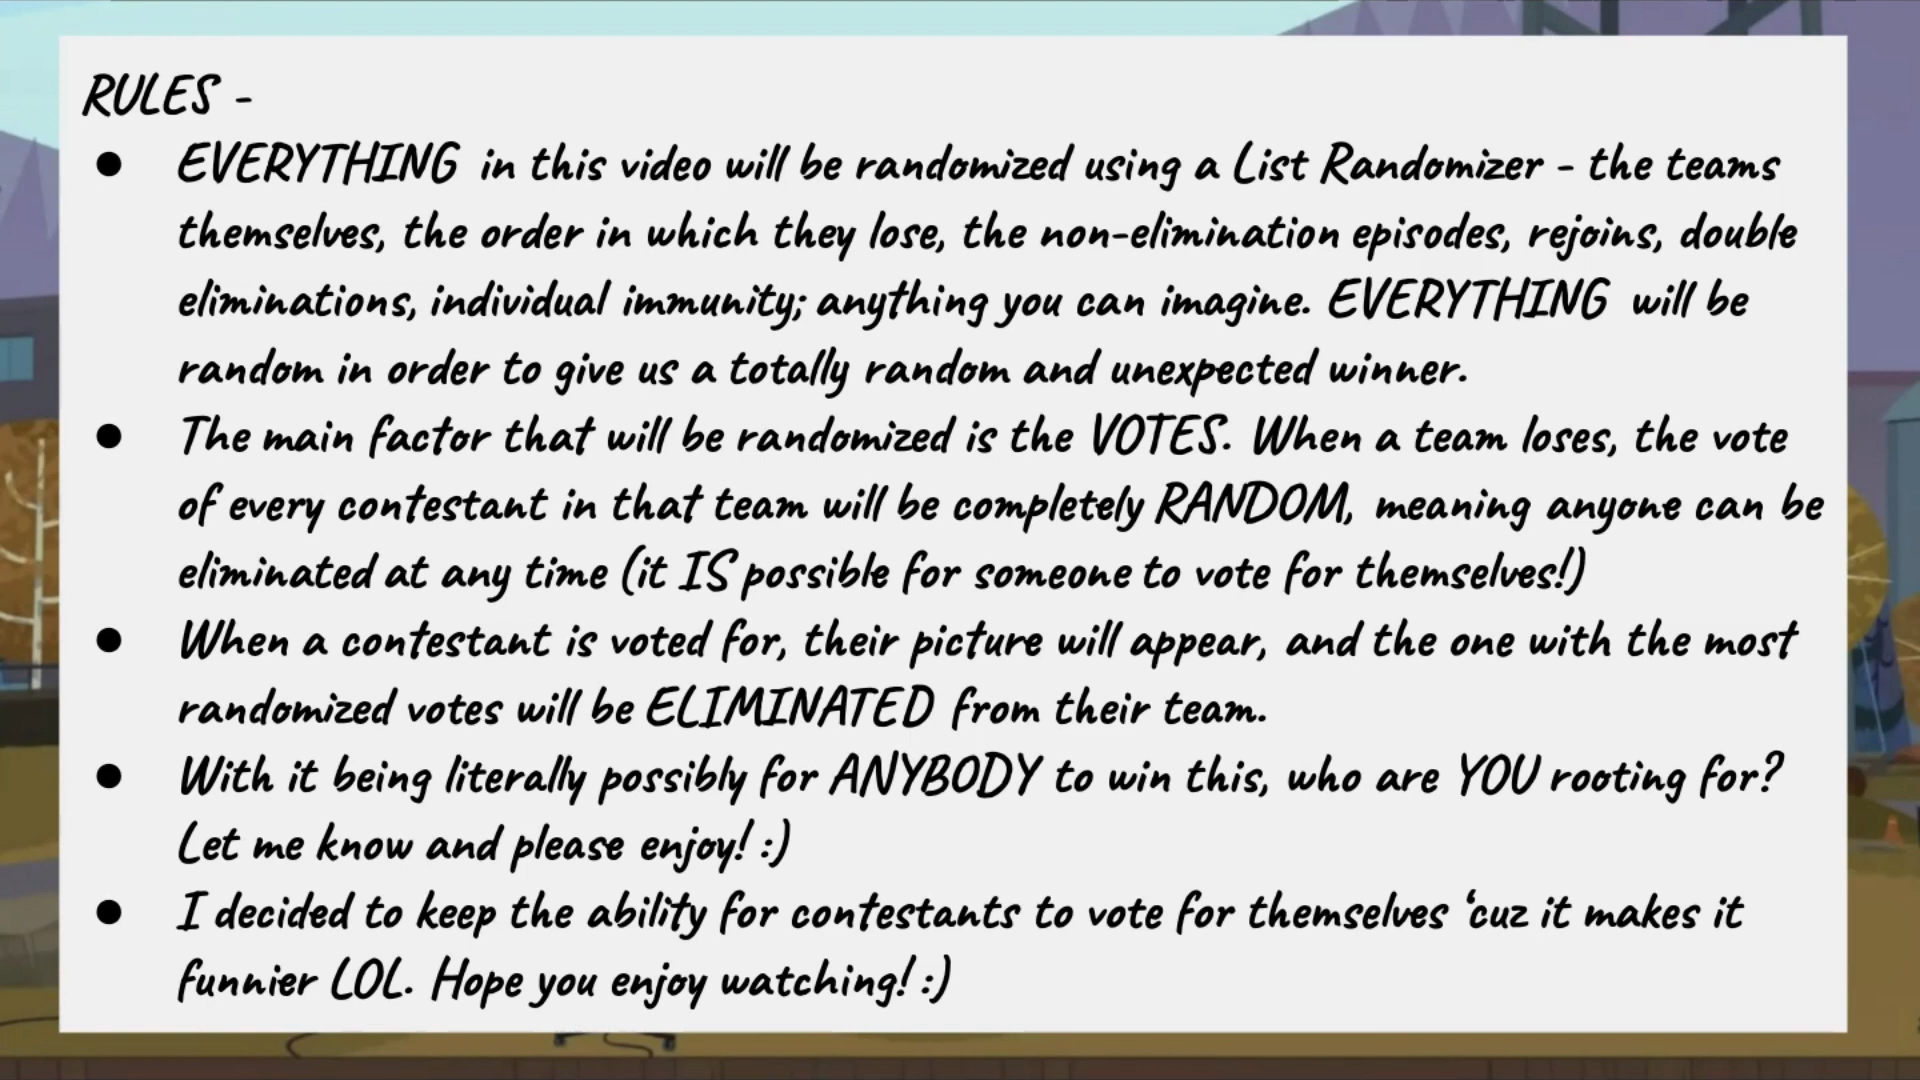 RULES -
● EVERYTHING in this video will be randomized using a List Randomizer - the teams
themselves, the order in which they lose, the non-elimination episodes, rejoins, double
eliminations, individual immunity; anything you can imagine. EVERYTHING will be
random in order to give us a totally random and unexpected winner.
● The main factor that will be randomized is the VOTES. When a team loses, the vote
of every contestant in that team will be completely RANDOM, meaning anyone can be
eliminated at any time (it IS possible for someone to vote for themselves!)
● When a contestant is voted for, their picture will appear, and the one with the most
randomized votes will be ELIMINATED from their team.
● With it being literally possibly for ANYBODY to win this, who are YOU rooting for?
Let me know and please enjoy! :)
● I decided to keep the ability for contestants to vote for themselves ‘cuz it makes it
funnier LOL. Hope you enjoy watching! :)